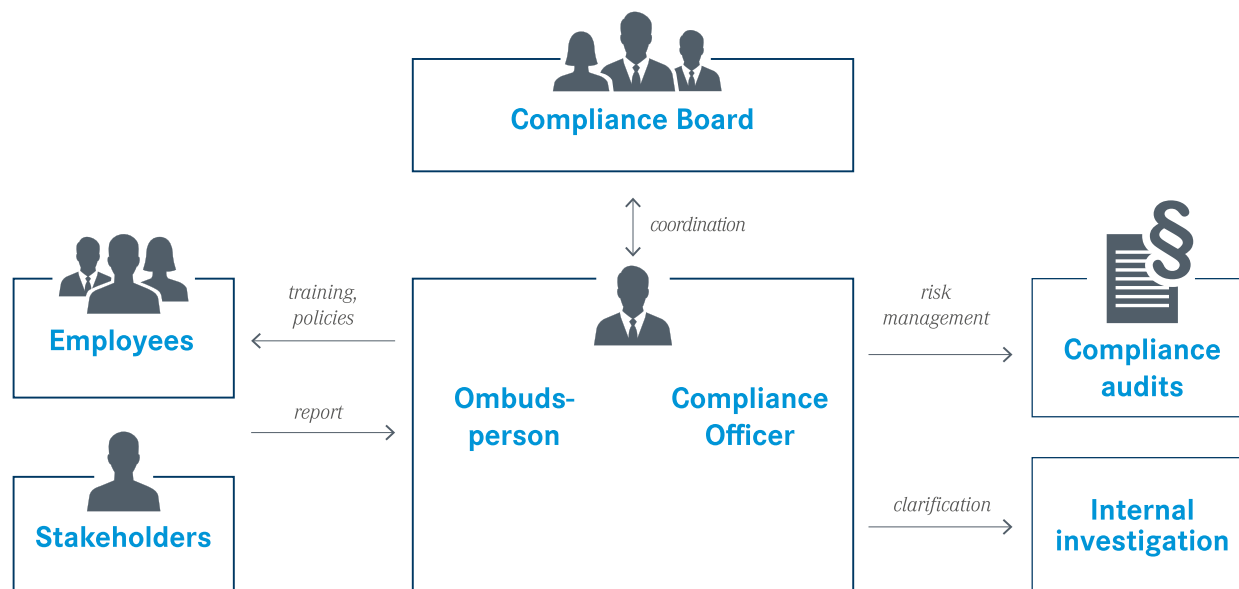 Compliance Board
coordination
training,
policies
Employees
report
Stakeholders
Ombuds-
person
Compliance
Officer
risk
management
Compliance
audits
clarification
Internal
investigation
§